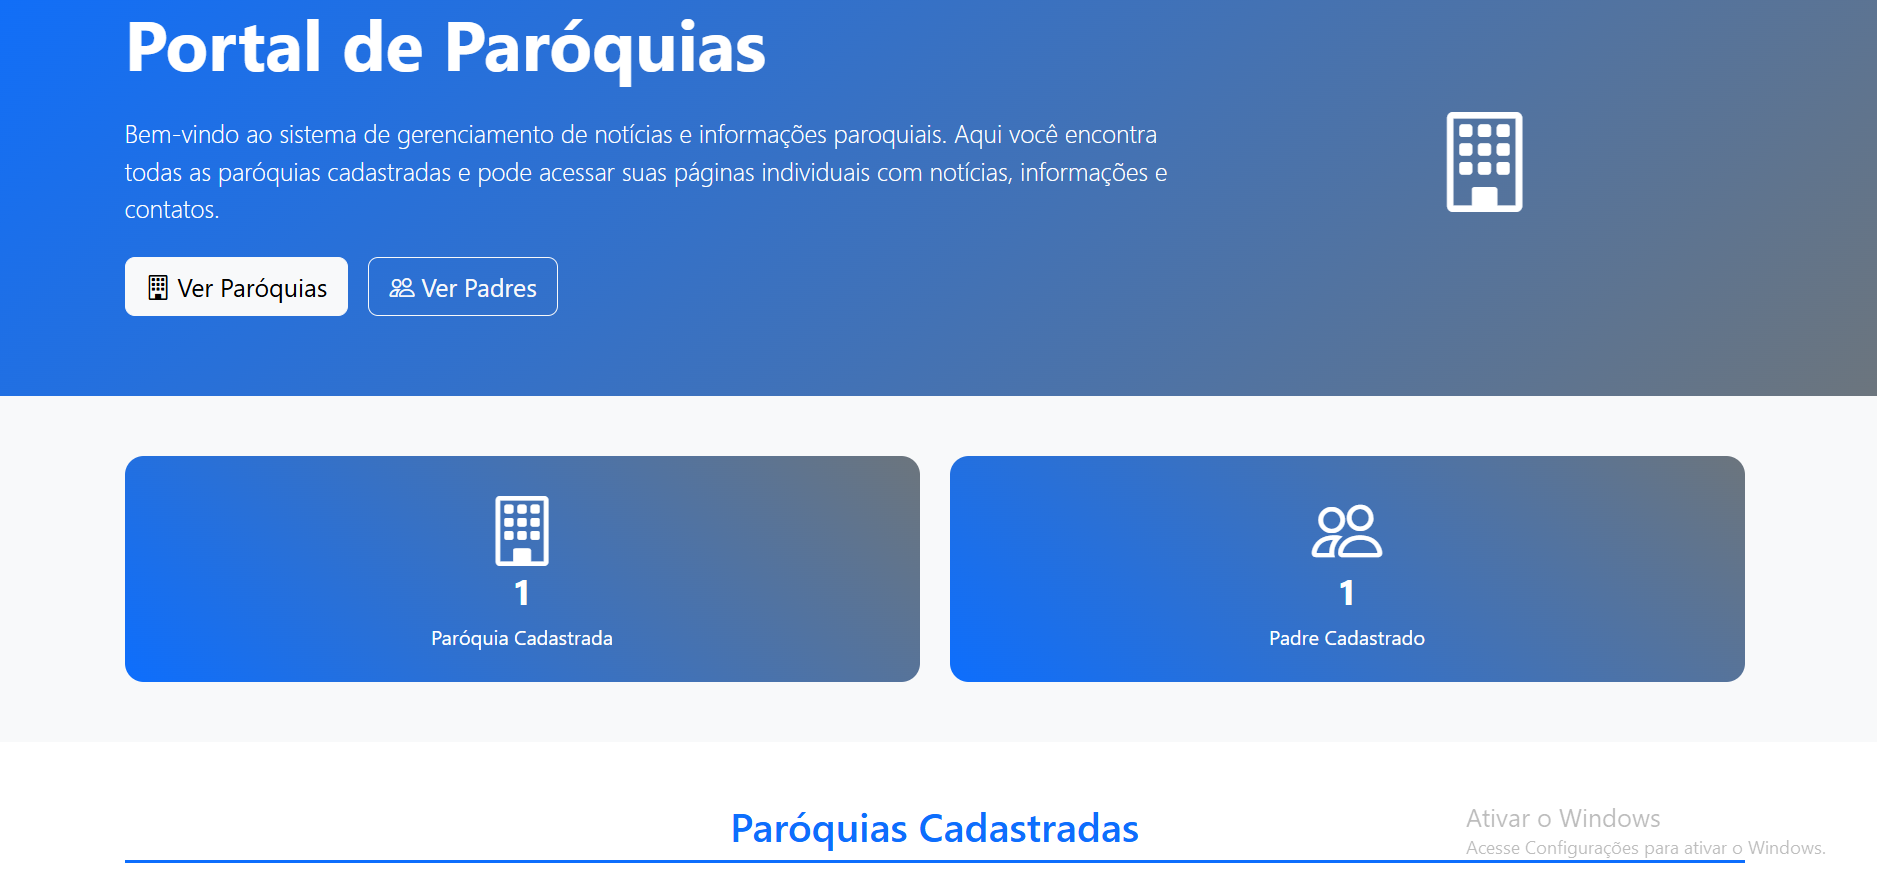 Portal de Paróquias
Bem-vindo ao sistema de gerenciamento de notícias e informações paroquiais. Aqui você encontra
todas as paróquias cadastradas e pode acessar suas páginas individuais com notícias, informações e
contatos.
Ver Paróquias
Ver Padres
1
Paróquia Cadastrada
1
Padre Cadastrado
Paróquias Cadastradas
Ativar o Windows
Acesse Configurações para ativar o Windows.